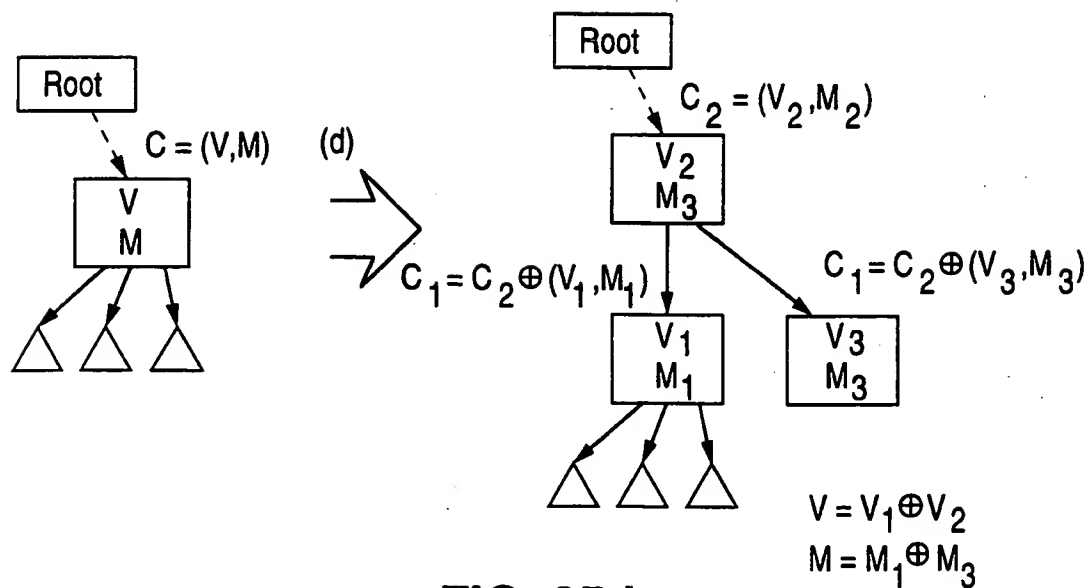 Root
C = (V,M)
V
M
(d)
Root
C₂ = (V₂,M₂)
V₂
M₃
C₁ = C₂ ⊕ (V₁,M₁)
C₁ = C₂ ⊕ (V₃,M₃)
V₁
M₁
V₃
M₃
V = V₁ ⊕ V₂
M = M₁ ⊕ M₃